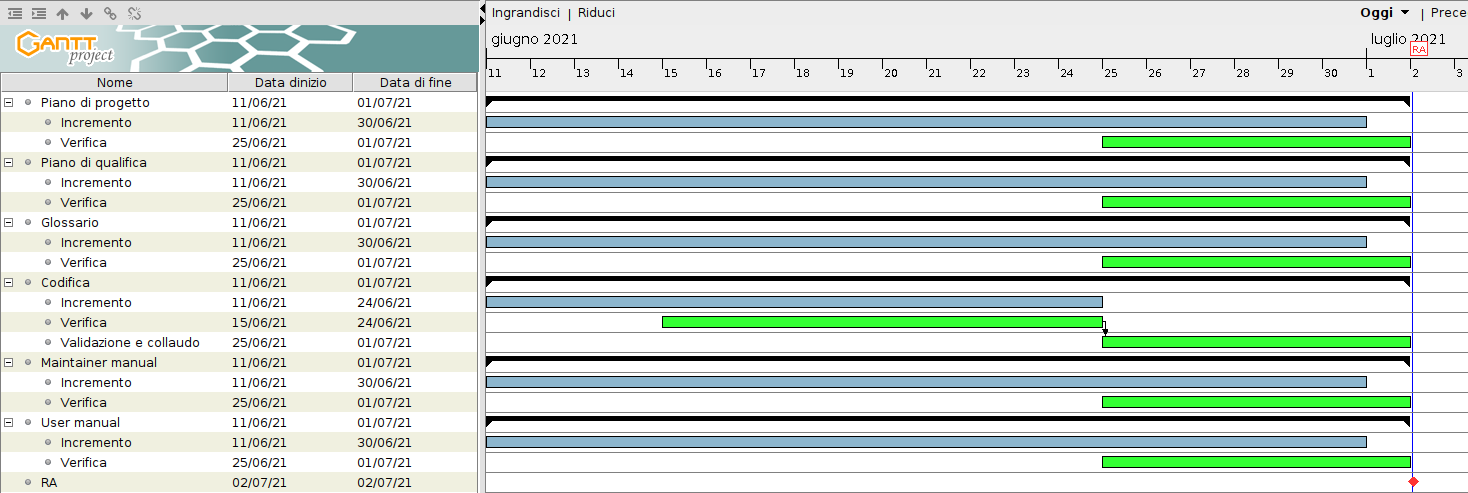 Ingrandisci | Riduci
Oggi | Prece
GANTT project
giugno 2021
luglio 2021
RA
11 12 13 14 15 16 17 18 19 20 21 22 23 24 25 26 27 28 29 30 1 2 3
Nome Data dinizio Data di fine
Piano di progetto 11/06/21 01/07/21
Incremento 11/06/21 30/06/21
Verifica 25/06/21 01/07/21
Piano di qualifica 11/06/21 01/07/21
Incremento 11/06/21 30/06/21
Verifica 25/06/21 01/07/21
Glossario 11/06/21 01/07/21
Incremento 11/06/21 30/06/21
Verifica 25/06/21 01/07/21
Codifica 11/06/21 01/07/21
Incremento 11/06/21 24/06/21
Verifica 15/06/21 24/06/21
Validazione e collaudo 25/06/21 01/07/21
Maintainer manual 11/06/21 01/07/21
Incremento 11/06/21 30/06/21
Verifica 25/06/21 01/07/21
User manual 11/06/21 01/07/21
Incremento 11/06/21 30/06/21
Verifica 25/06/21 01/07/21
RA 02/07/21 02/07/21